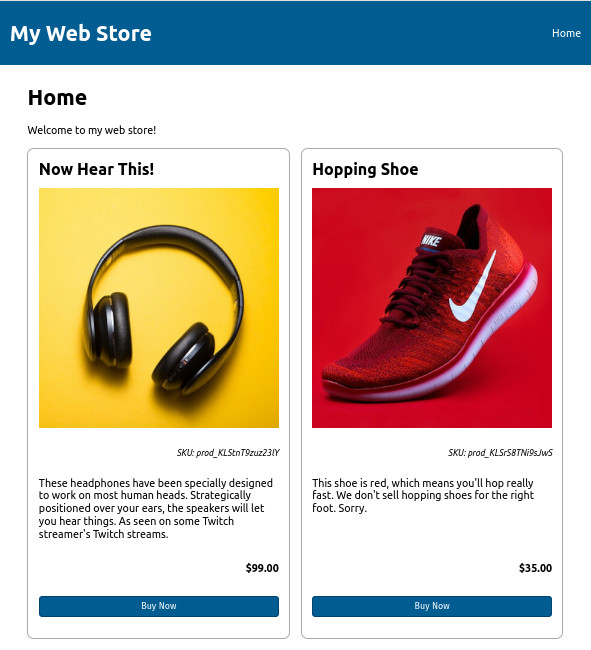 My Web Store
Home
Home
Welcome to my web store!
Now Hear This!
SKU: prod_KLStnT9zuz23lY
These headphones have been specially designed
to work on most human heads. Strategically
positioned over your ears, the speakers will let
you hear things. As seen on some Twitch
streamer's Twitch streams.
$99.00
Buy Now
Hopping Shoe
NIKE
SKU: prod_KLSrS8TNi9sJwS
This shoe is red, which means you'll hop really
fast. We don't sell hopping shoes for the right
foot. Sorry.
$35.00
Buy Now